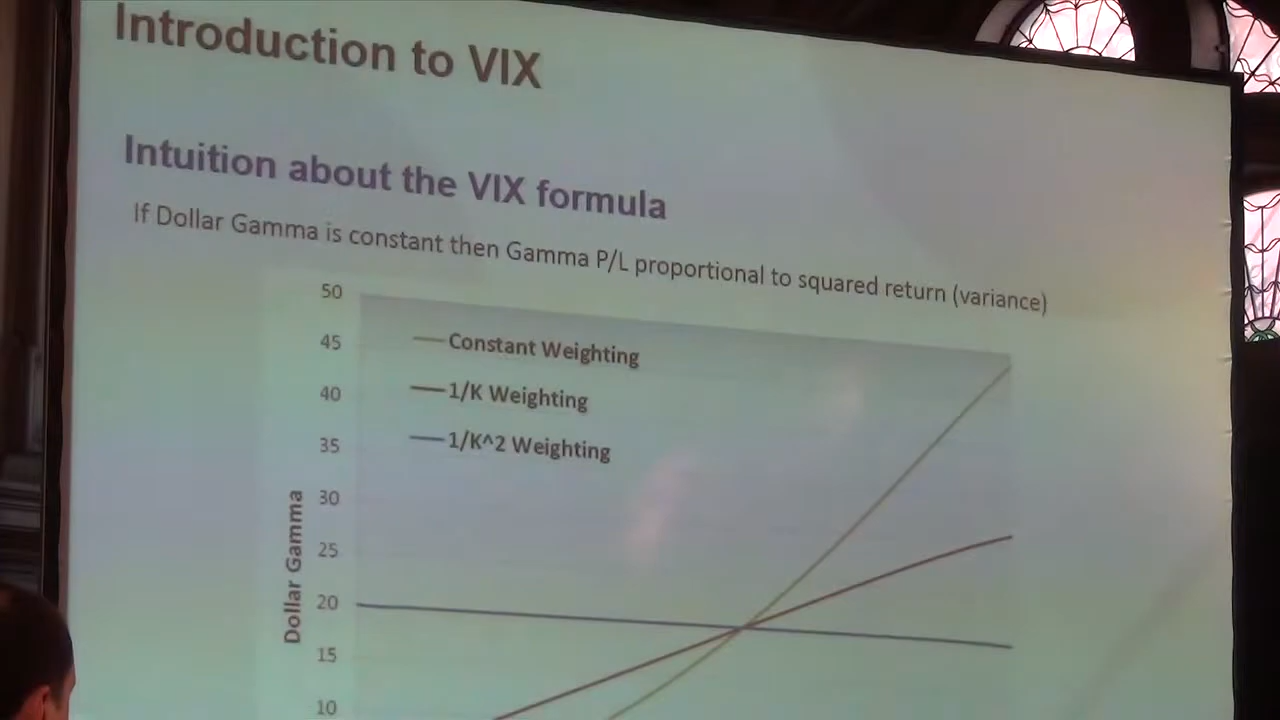 Introduction to VIX
Intuition about the VIX formula
If Dollar Gamma is constant then Gamma P/L proportional to squared return (variance)
50
45
40
35
30
25
20
15
10
Dollar Gamma
Constant Weighting
1/K Weighting
1/K^2 Weighting